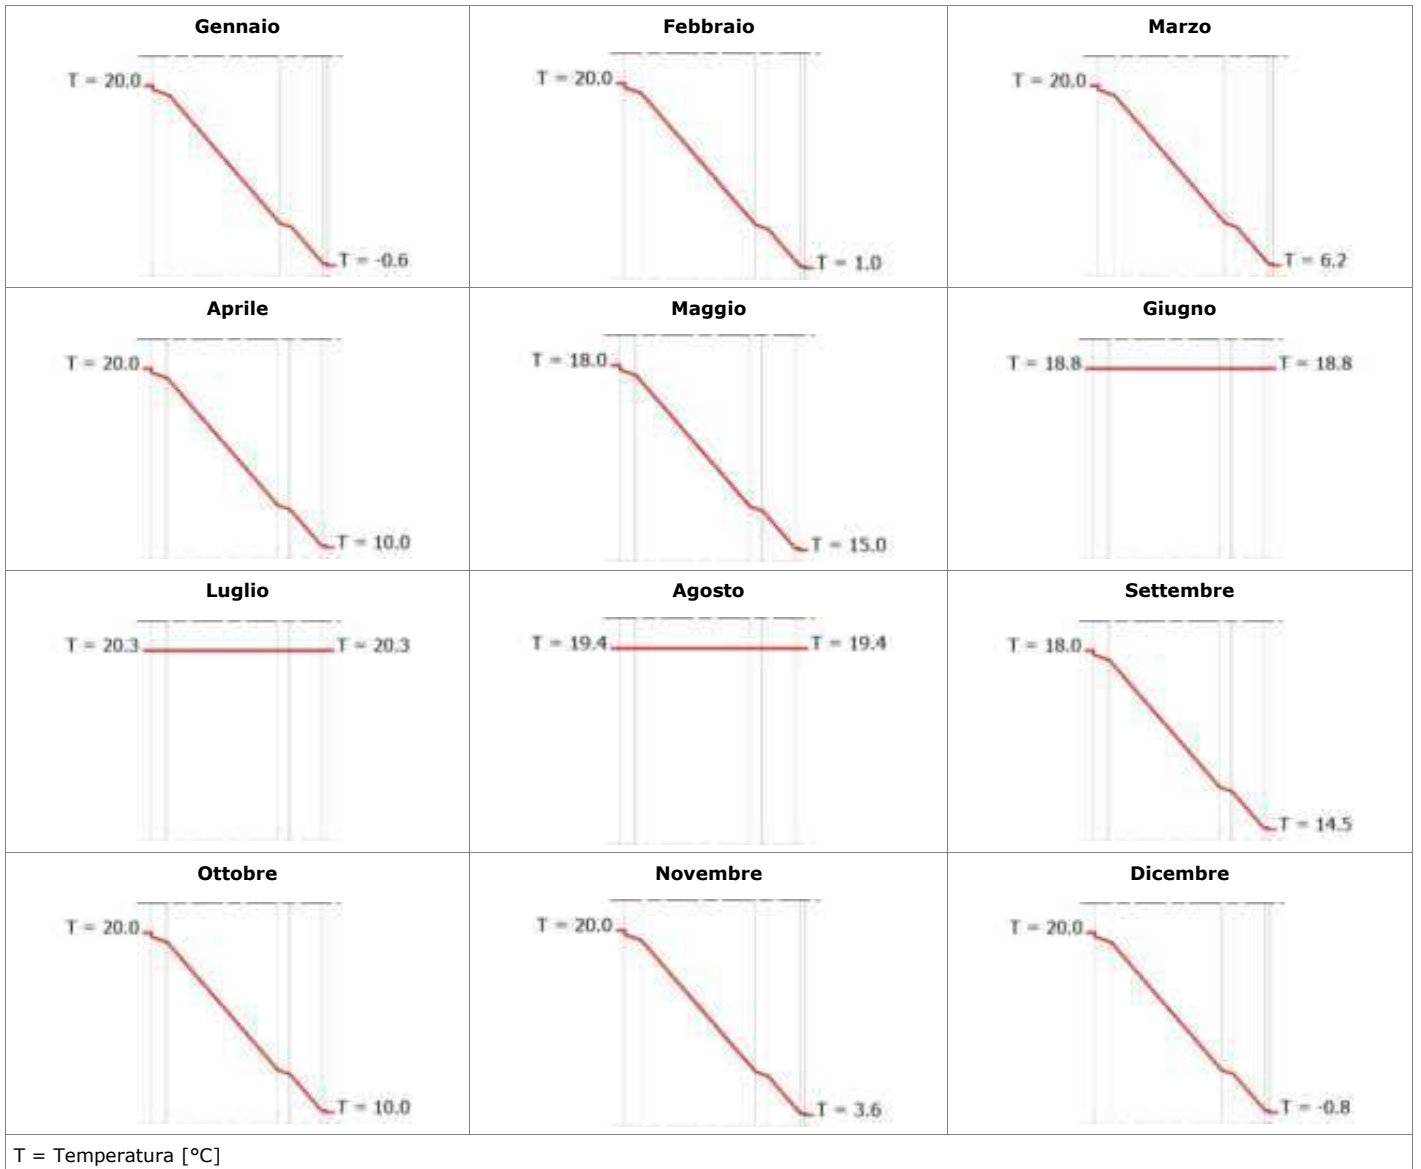 Gennaio
T = 20.0
T = -0.6
Febbraio
T = 20.0
T = 1.0
Marzo
T = 20.0
T = 6.2
Aprile
T = 20.0
T = 10.0
Maggio
T = 18.0
T = 15.0
Giugno
T = 18.8
T = 18.8
Luglio
T = 20.3
T = 20.3
Agosto
T = 19.4
T = 19.4
Settembre
T = 18.0
T = 14.5
Ottobre
T = 20.0
T = 10.0
Novembre
T = 20.0
T = 3.6
Dicembre
T = 20.0
T = -0.8
T = Temperatura [°C]